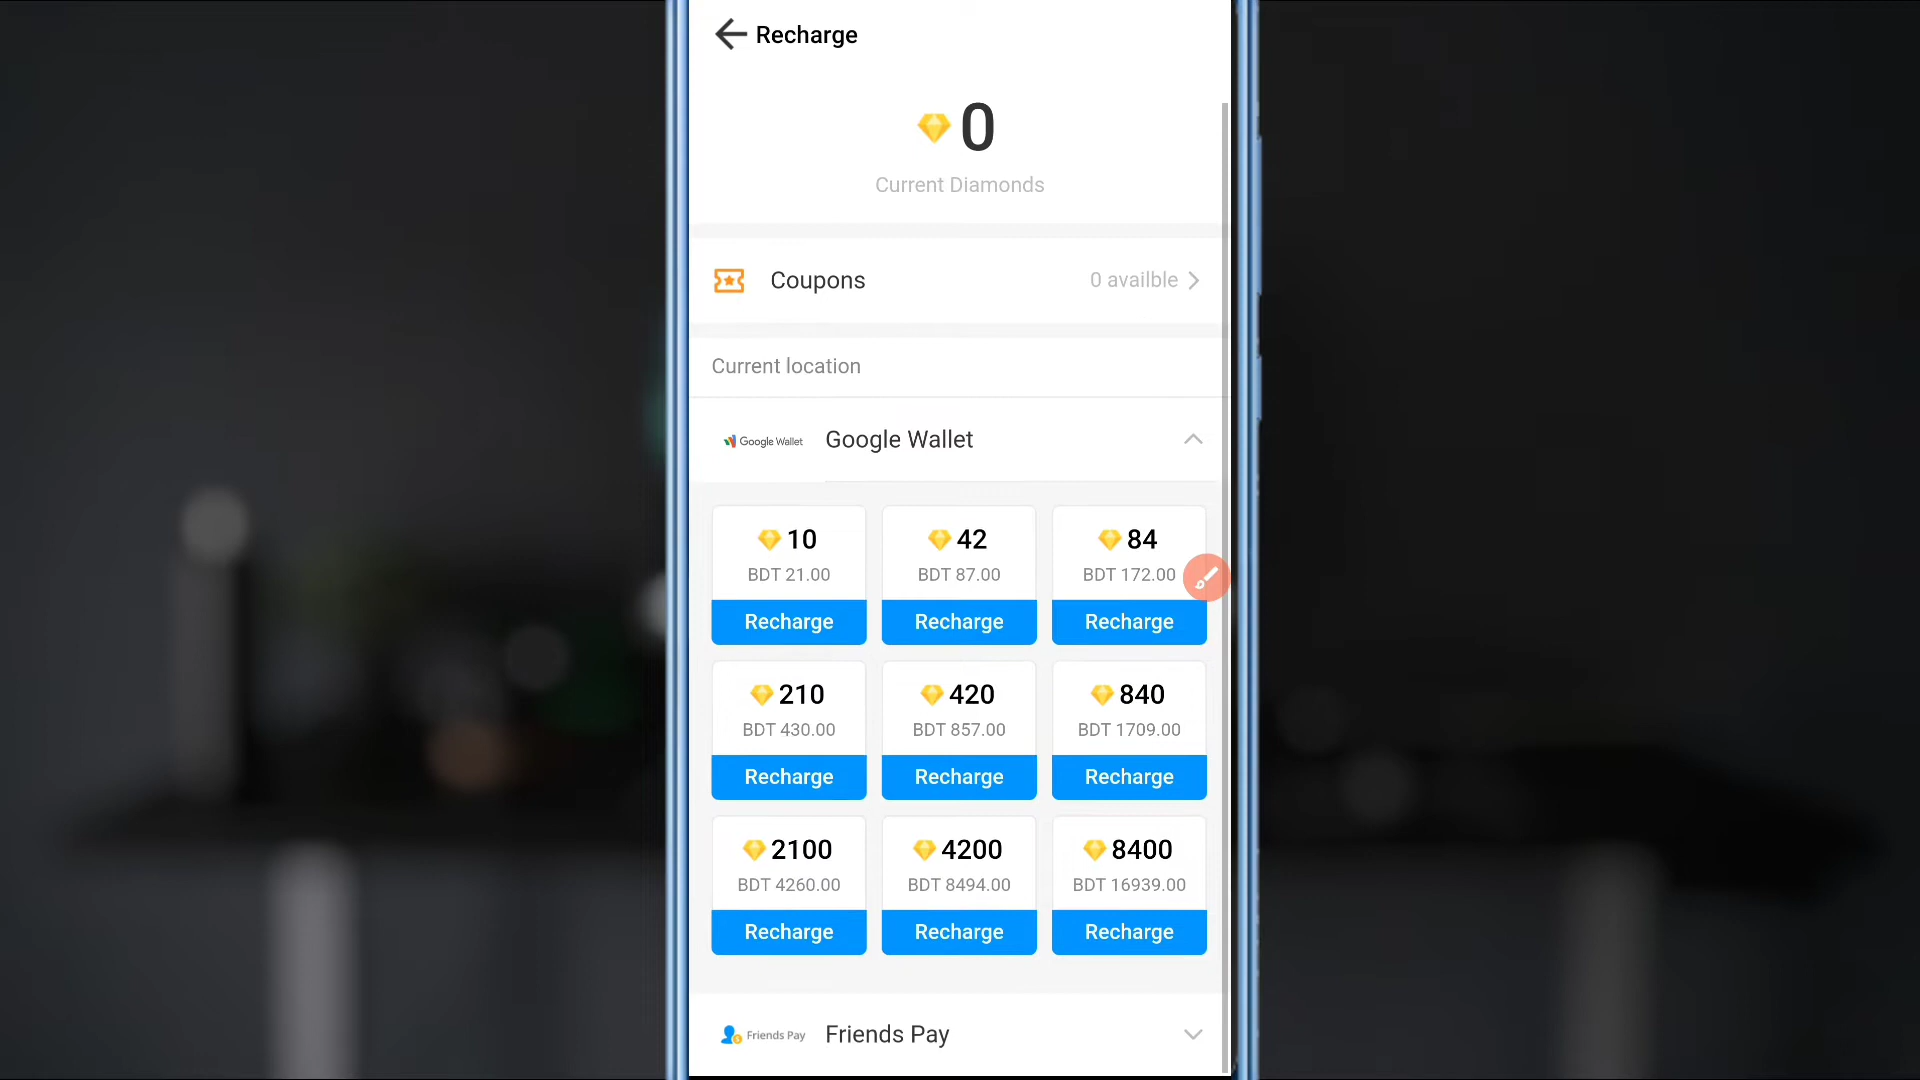 Recharge
0
Current Diamonds
Coupons
0 availble
Current location
Google Wallet Google Wallet
10 42 84
BDT 21.00 BDT 87.00 BDT 172.00
Recharge Recharge Recharge
210 420 840
BDT 430.00 BDT 857.00 BDT 1709.00
Recharge Recharge Recharge
2100 4200 8400
BDT 4260.00 BDT 8494.00 BDT 16939.00
Recharge Recharge Recharge
Friends Pay Friends Pay